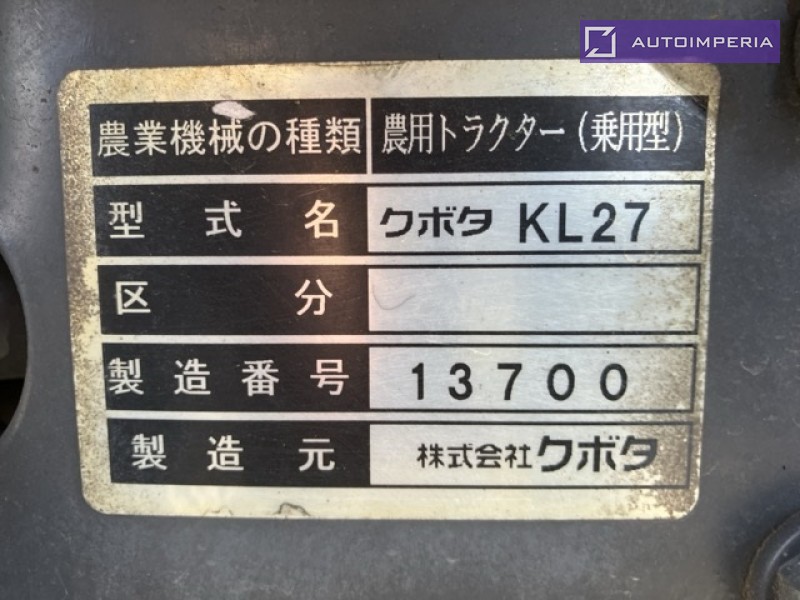 AUTOIMPERIA
農業機械の種類 農用トラクター(乗用型)
型式名 クボタ KL27
区分
製造番号 13700
製造元 株式会社クボタ